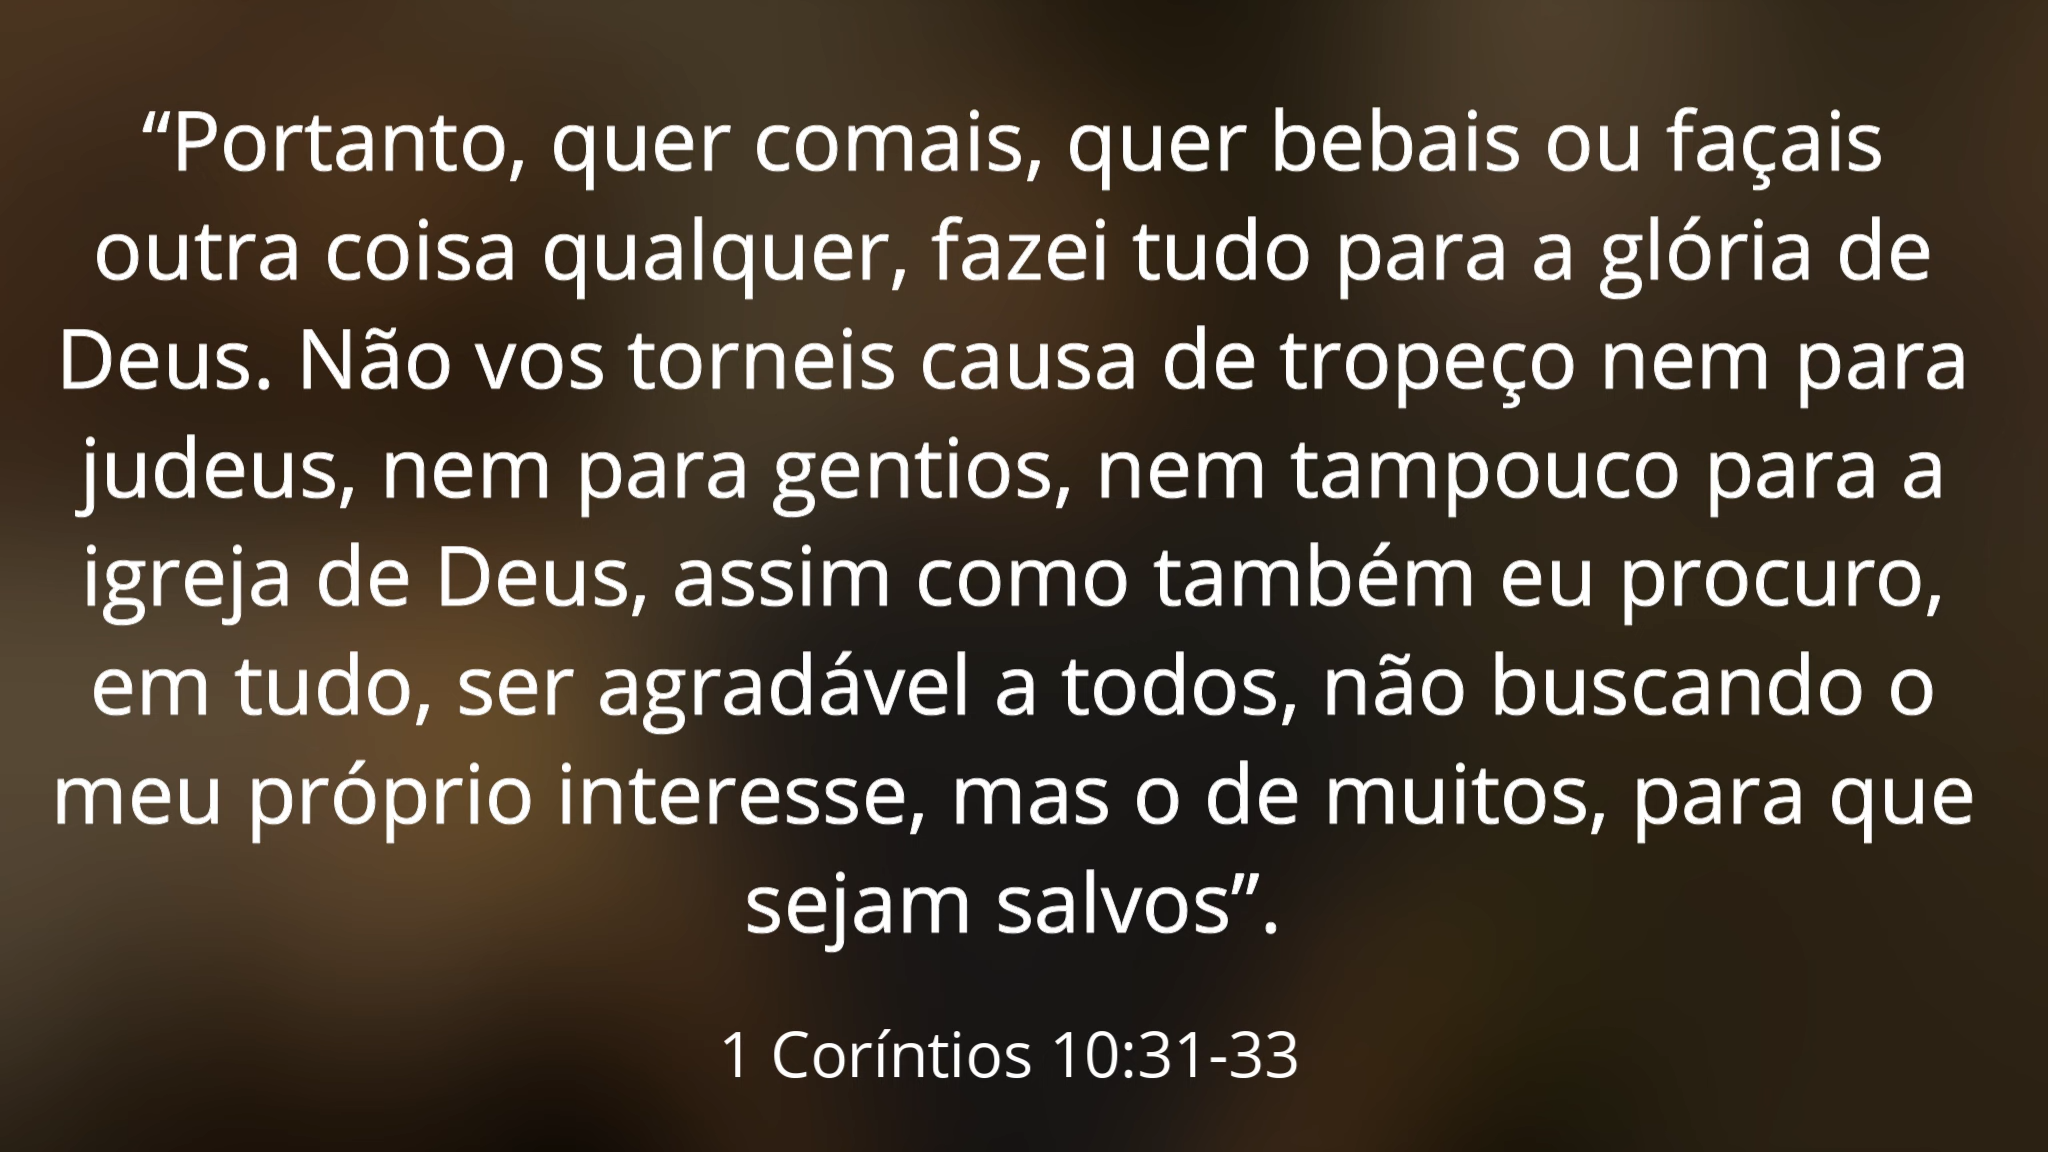 “Portanto, quer comais, quer bebais ou façais
outra coisa qualquer, fazei tudo para a glória de
Deus. Não vos torneis causa de tropeço nem para
judeus, nem para gentios, nem tampouco para a
igreja de Deus, assim como também eu procuro,
em tudo, ser agradável a todos, não buscando o
meu próprio interesse, mas o de muitos, para que
sejam salvos”.
1 Coríntios 10:31-33